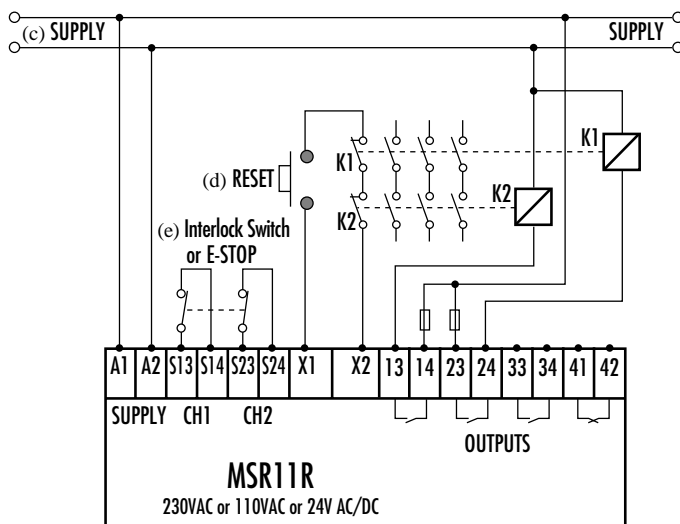 (c) SUPPLY
SUPPLY
K1
K1
(d) RESET
K2
K2
(e) Interlock Switch
or E-STOP
A1 A2 S13 S14 S23 S24 X1 X2 13 14 23 24 33 34 41 42
SUPPLY CH1 CH2
OUTPUTS
MSR11R
230VAC or 110VAC or 24V AC/DC